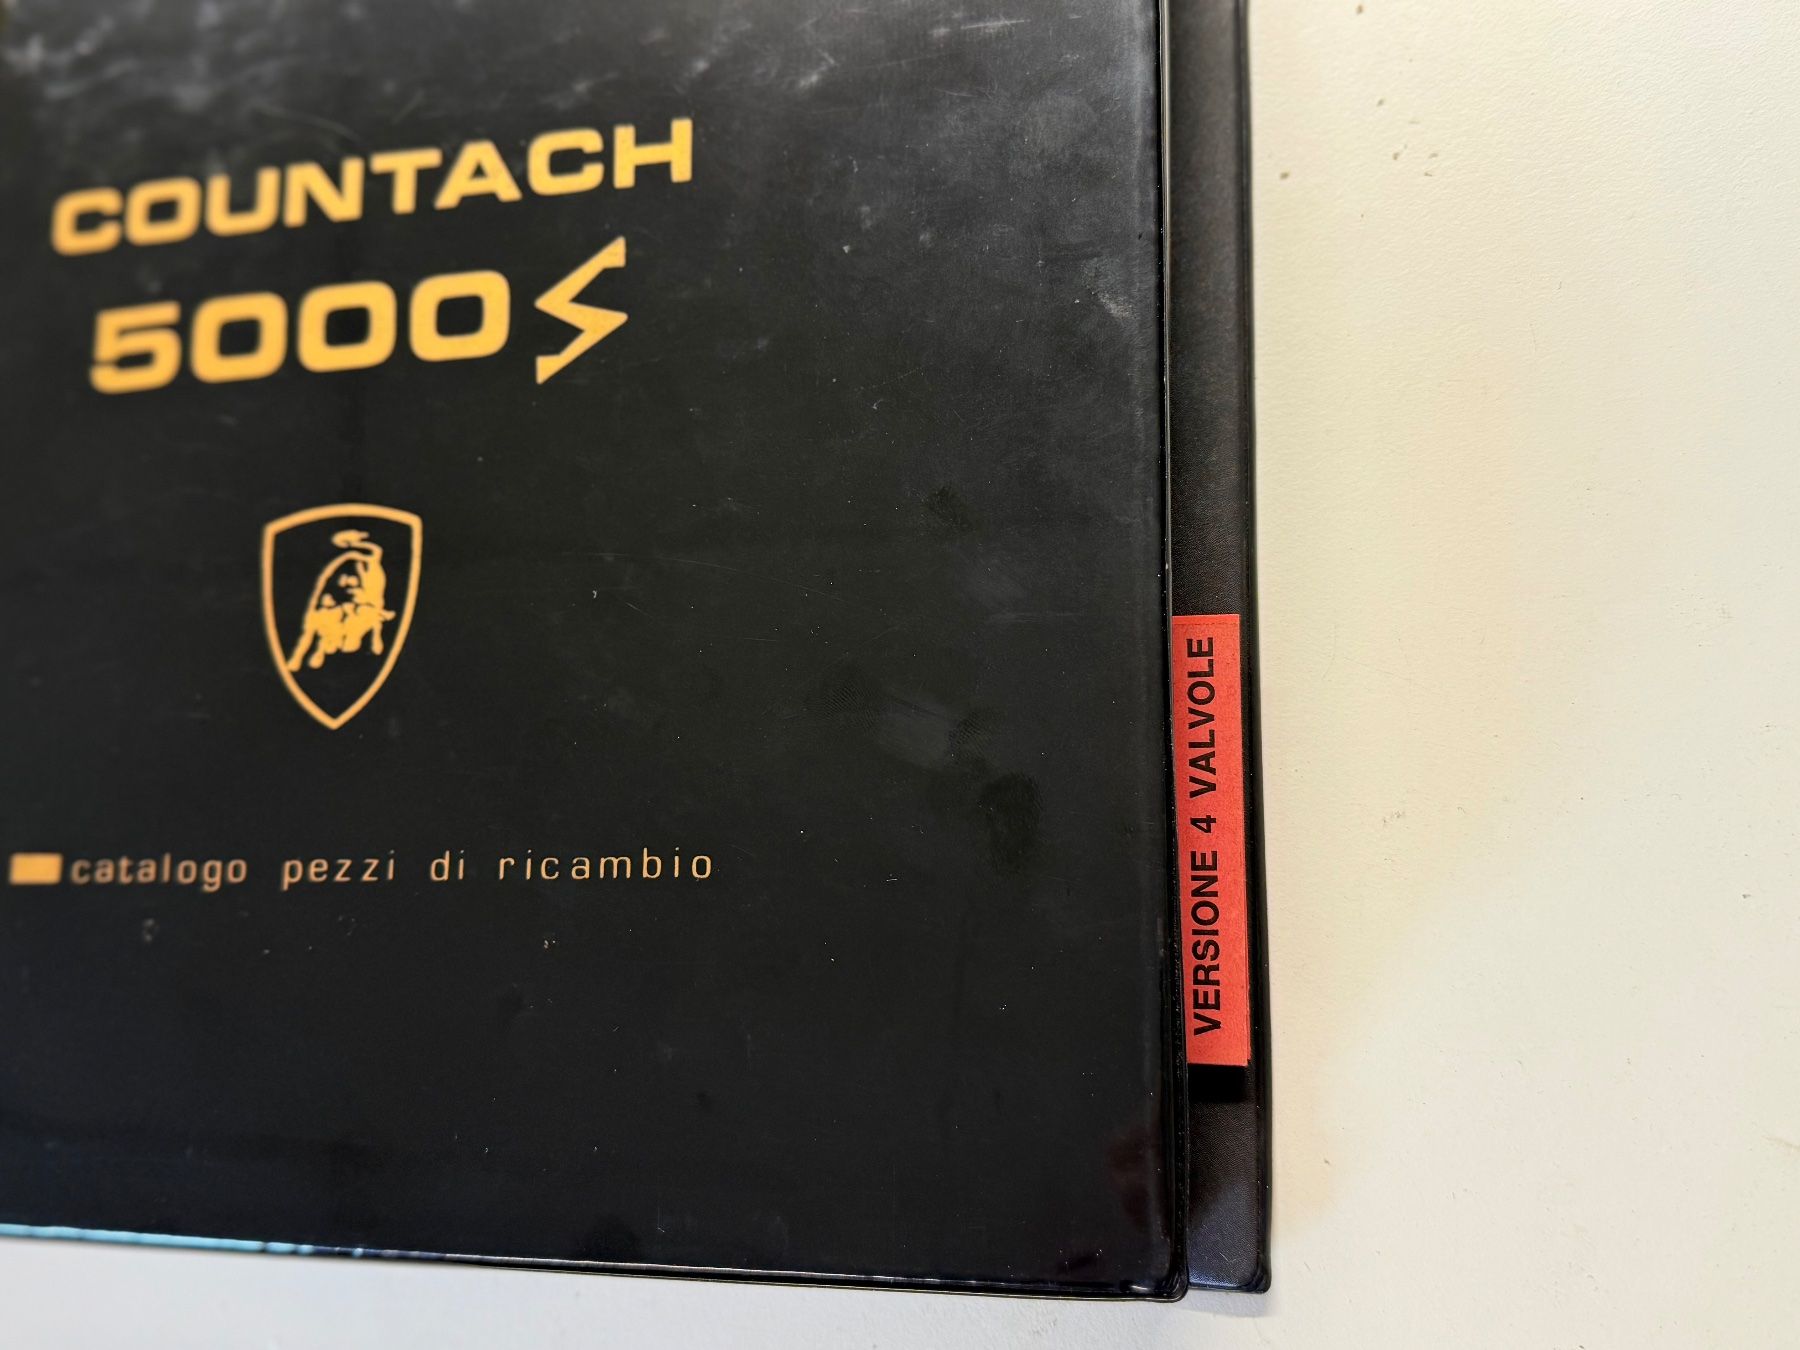 COUNTACH
5000S
catalogo pezzi di ricambio
VERSIONE 4 VALVOLE